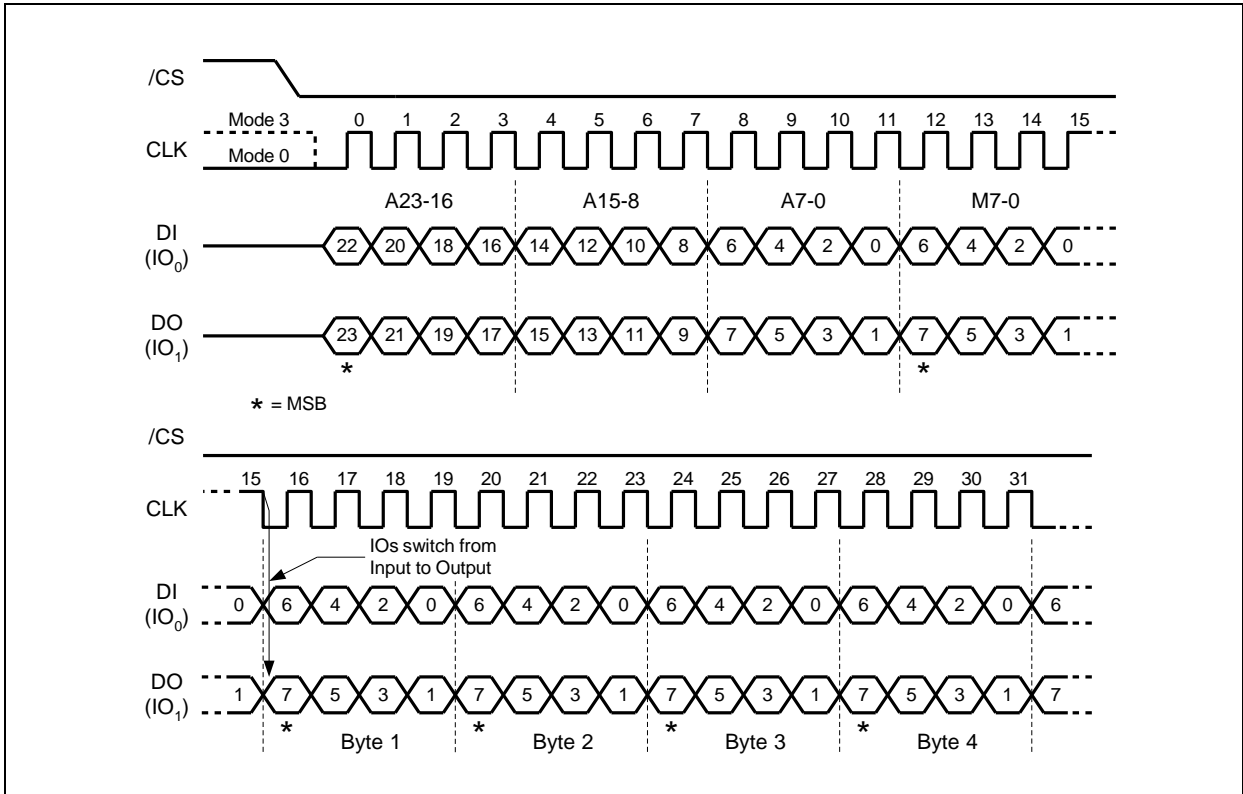 /CS
Mode 3 0 1 2 3 4 5 6 7 8 9 10 11 12 13 14 15
CLK
Mode 0
A23-16 A15-8 A7-0 M7-0
DI
(IO0)
22 20 18 16 14 12 10 8 6 4 2 0 6 4 2 0
DO
(IO1)
23 21 19 17 15 13 11 9 7 5 3 1 7 5 3 1
* *
* = MSB
/CS
15 16 17 18 19 20 21 22 23 24 25 26 27 28 29 30 31
CLK
IOs switch from
Input to Output
DI
(IO0)
0 6 4 2 0 6 4 2 0 6 4 2 0 6 4 2 0 6
DO
(IO1)
1 7 5 3 1 7 5 3 1 7 5 3 1 7 5 3 1 7
* * * *
Byte 1 Byte 2 Byte 3 Byte 4